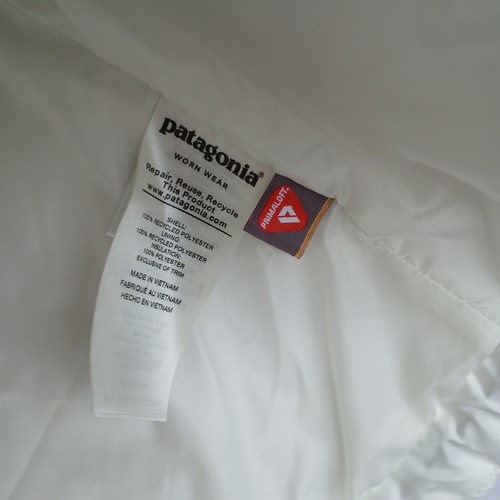 patagonia®
WORN WEAR
Repair, Reuse, Recycle
This Product
www.patagonia.com
SHELL:
100% RECYCLED POLYESTER
LINING:
100% RECYCLED POLYESTER
INSULATION:
100% POLYESTER
EXCLUSIVE OF TRIM
MADE IN VIETNAM
FABRIQUÉ AU VIETNAM
HECHO EN VIETNAM
PRIMALOFT®